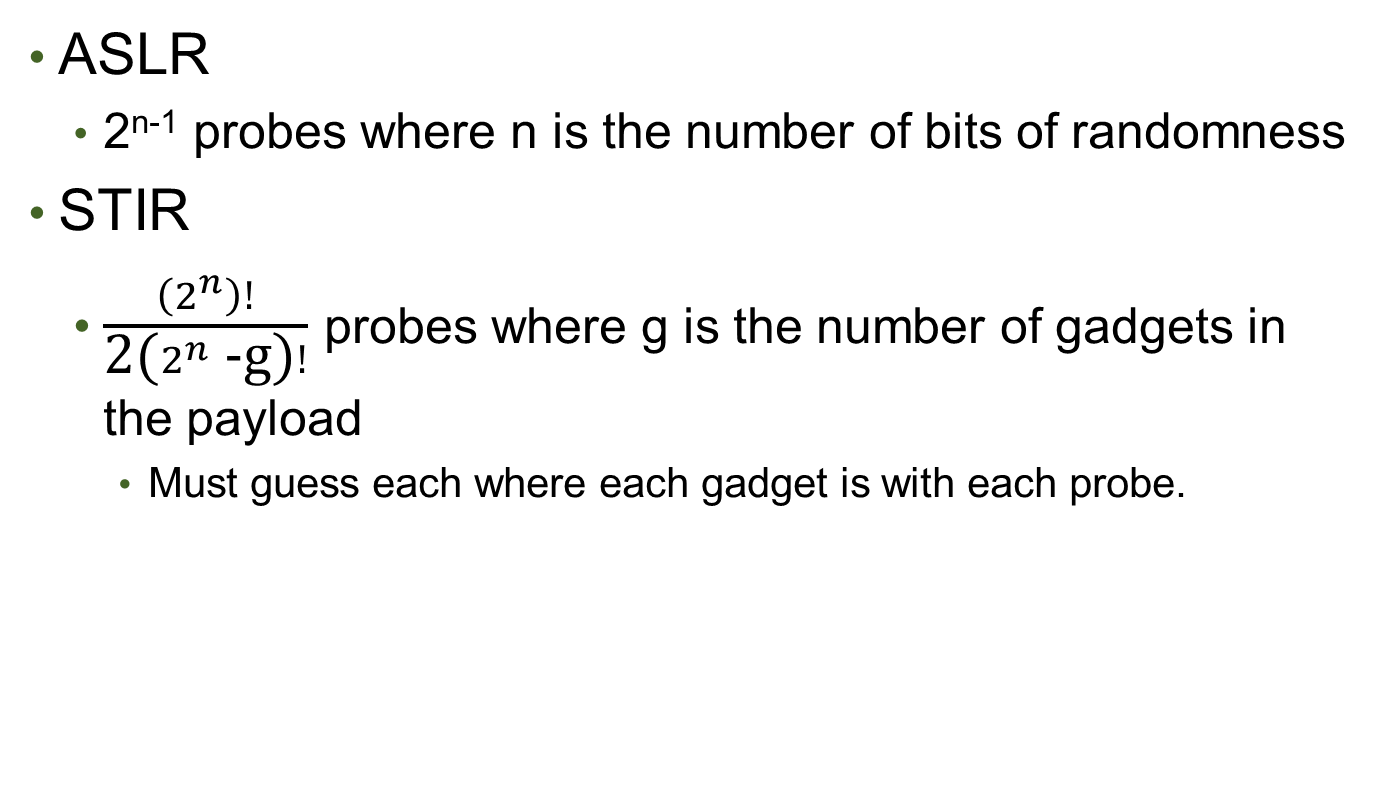 • ASLR
• 2ⁿ⁻¹ probes where n is the number of bits of randomness
• STIR
• (2ⁿ)! / 2(2ⁿ -g)! probes where g is the number of gadgets in
the payload
• Must guess each where each gadget is with each probe.